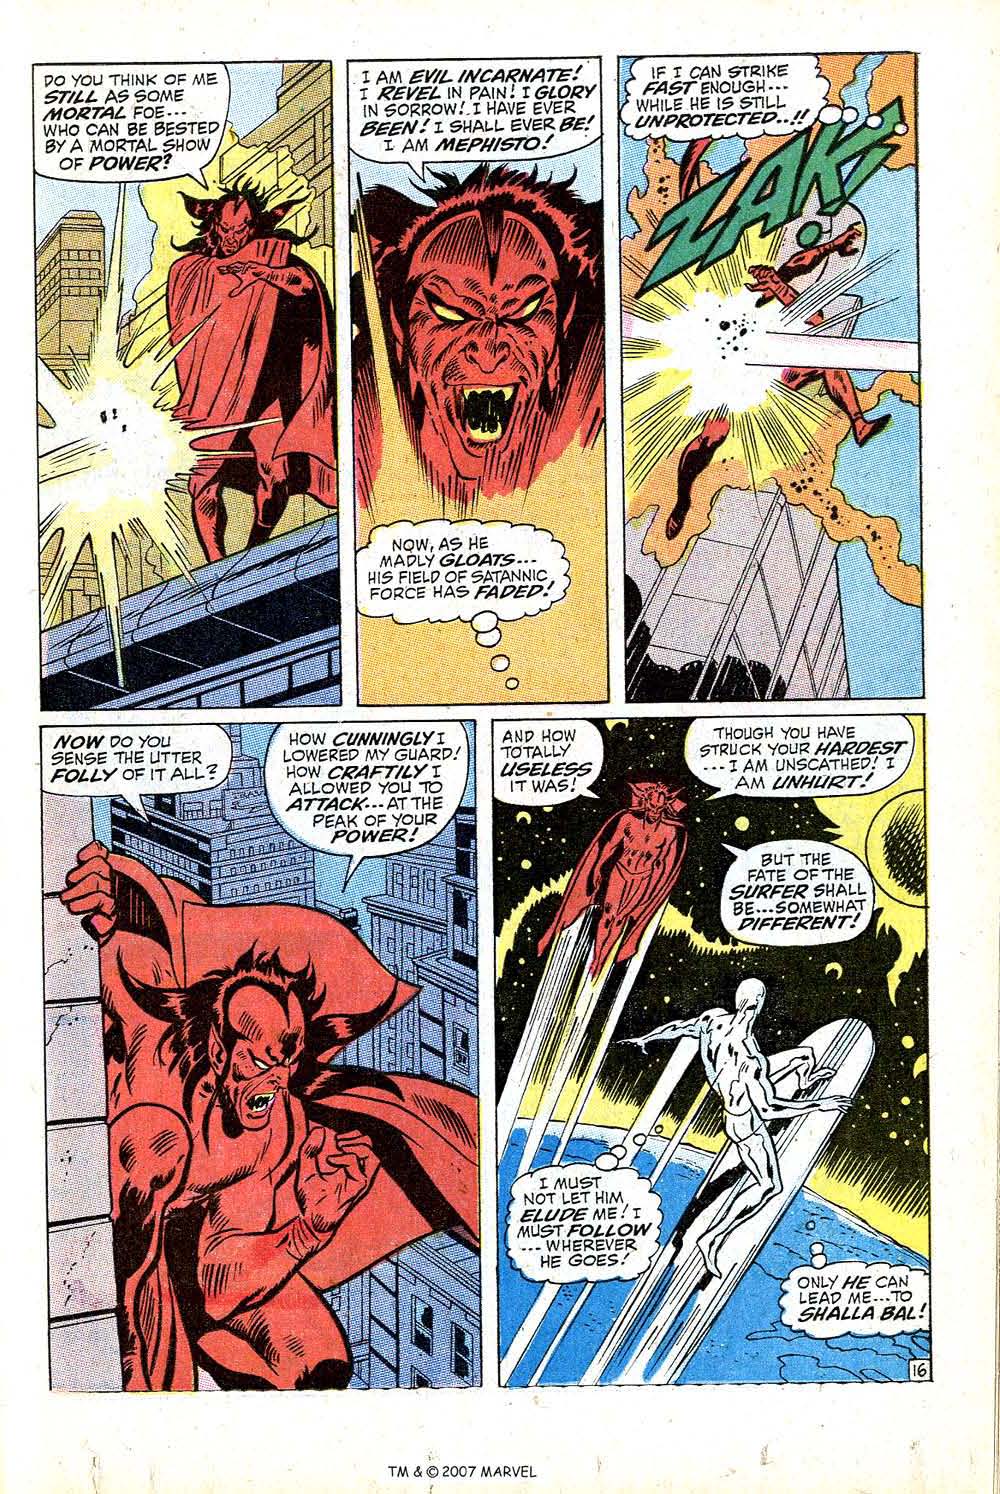 DO YOU THINK OF ME
STILL AS SOME
MORTAL FOE---
WHO CAN BE BESTED
BY A MORTAL SHOW
OF POWER?
I AM EVIL INCARNATE!
I REVEL IN PAIN! I GLORY
IN SORROW! I HAVE EVER
BEEN! I SHALL EVER BE!
I AM MEPHISTO!
NOW, AS HE
MADLY GLOATS---
HIS FIELD OF SATANNIC
FORCE HAS FADED!
IF I CAN STRIKE
FAST ENOUGH---
WHILE HE IS STILL
UNPROTECTED..!!
ZAK!
NOW DO YOU
SENSE THE UTTER
FOLLY OF IT ALL?
HOW CUNNINGLY I
LOWERED MY GUARD!
HOW CRAFTILY I
ALLOWED YOU TO
ATTACK---AT THE
PEAK OF YOUR
POWER!
AND HOW
TOTALLY
USELESS
IT WAS!
THOUGH YOU HAVE
STRUCK YOUR HARDEST
---I AM UNSCATHED! I
AM UNHURT!
BUT THE
FATE OF THE
SURFER SHALL
BE---SOMEWHAT
DIFFERENT!
I MUST
NOT LET HIM
ELUDE ME! I
MUST FOLLOW
---WHEREVER
HE GOES!
ONLY HE CAN
LEAD ME---TO
SHALLA BAL!
16
TM & © 2007 MARVEL